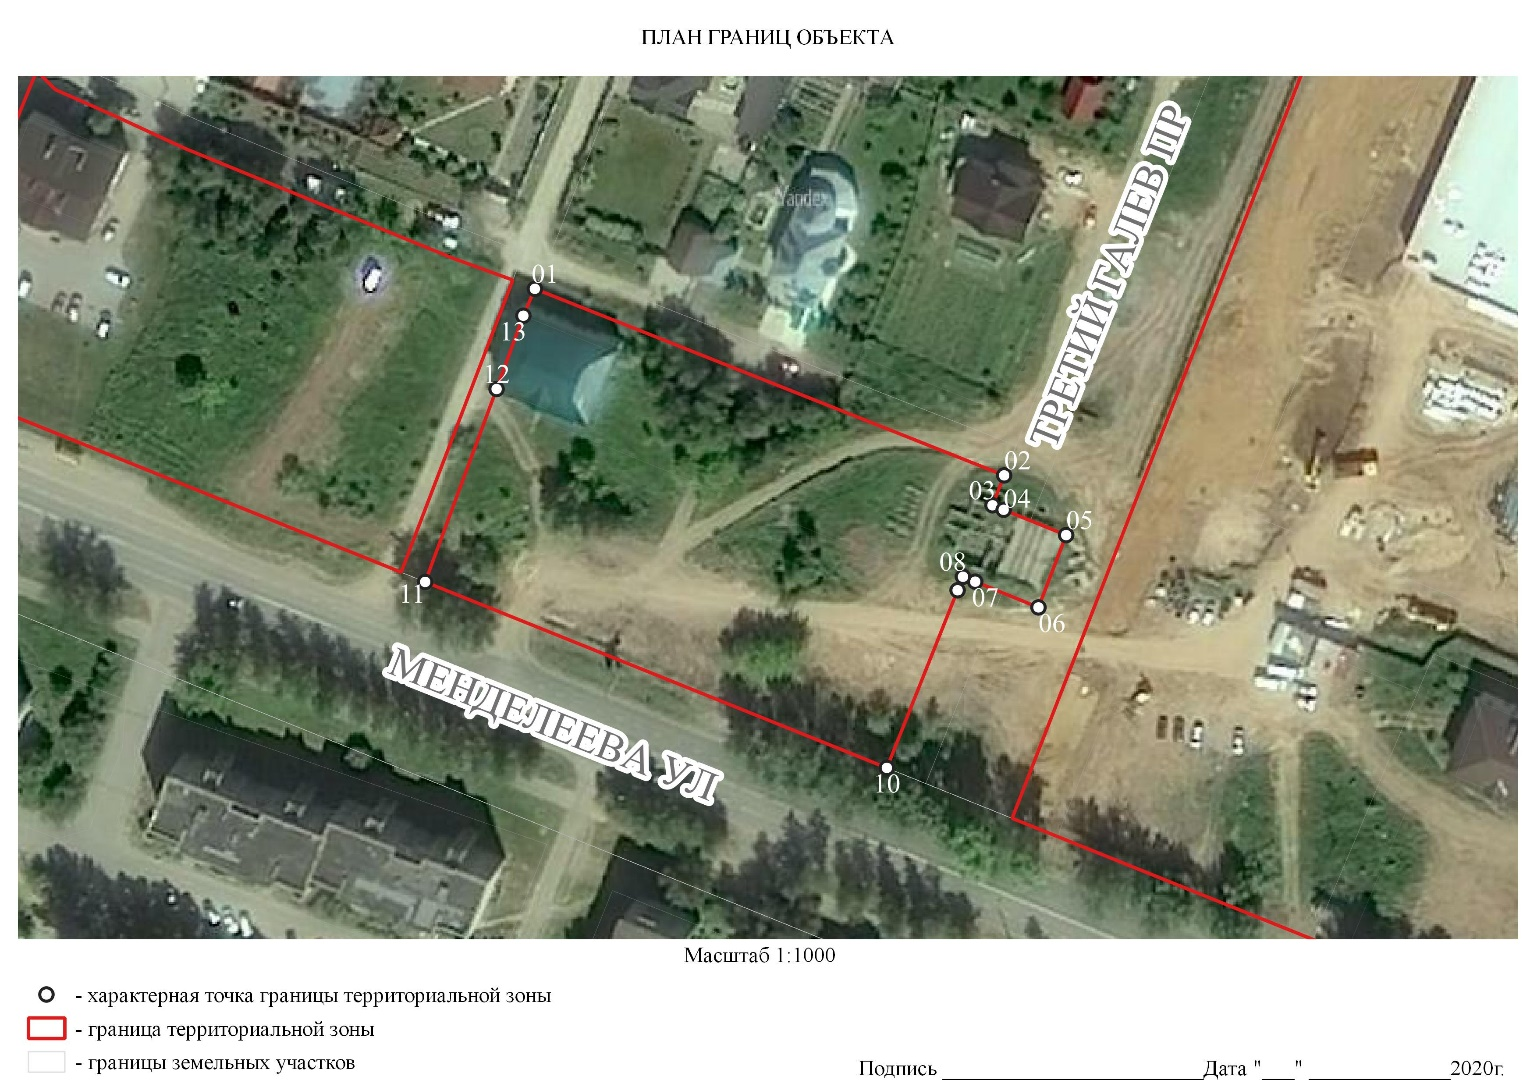 ПЛАН ГРАНИЦ ОБЪЕКТА
Yandex
ТРЕТИЙ ГАЛЕВ ПР
01
13
12
02
03
04
05
08
07
06
11
10
МЕНДЕЛЕЕВА УЛ
Масштаб 1:1000
- характерная точка границы территориальной зоны
- граница территориальной зоны
- границы земельных участков
Подпись ________________________Дата "___" _____________2020г.